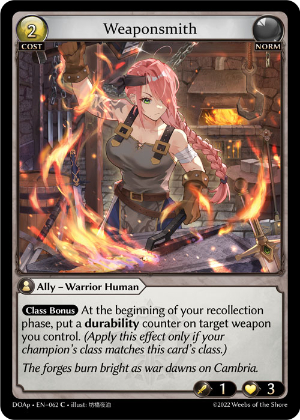 2
Weaponsmith
COST
NORM
Ally – Warrior Human
Class Bonus At the beginning of your recollection
phase, put a durability counter on target weapon
you control. (Apply this effect only if your
champion's class matches this card's class.)
The forges burn bright as war dawns on Cambria.
1
3
DOAp • EN-062 C • illust:
©2022 Weebs of the Shore